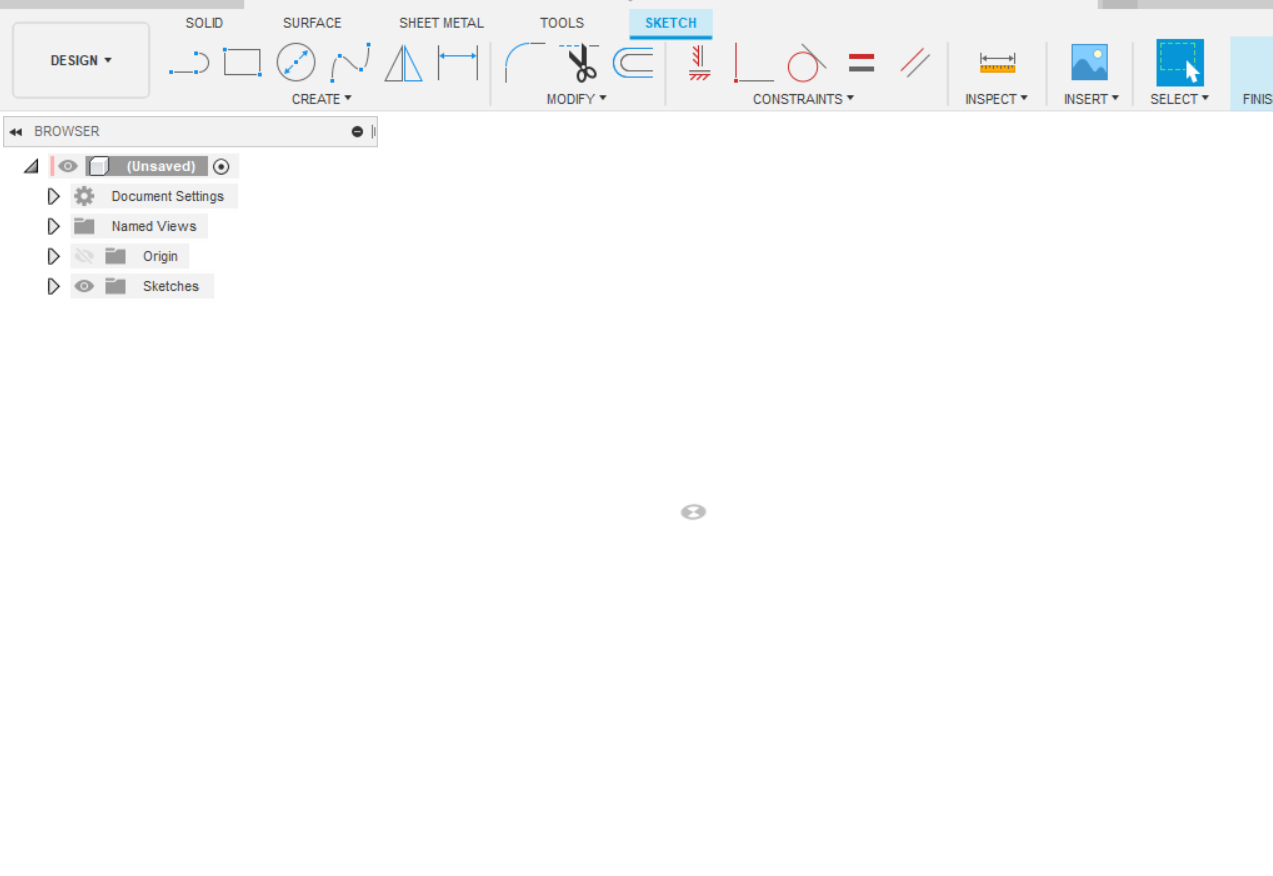 SOLID SURFACE SHEET METAL TOOLS SKETCH
DESIGN
CREATE MODIFY CONSTRAINTS INSPECT INSERT SELECT FINIS
BROWSER
(Unsaved)
Document Settings
Named Views
Origin
Sketches